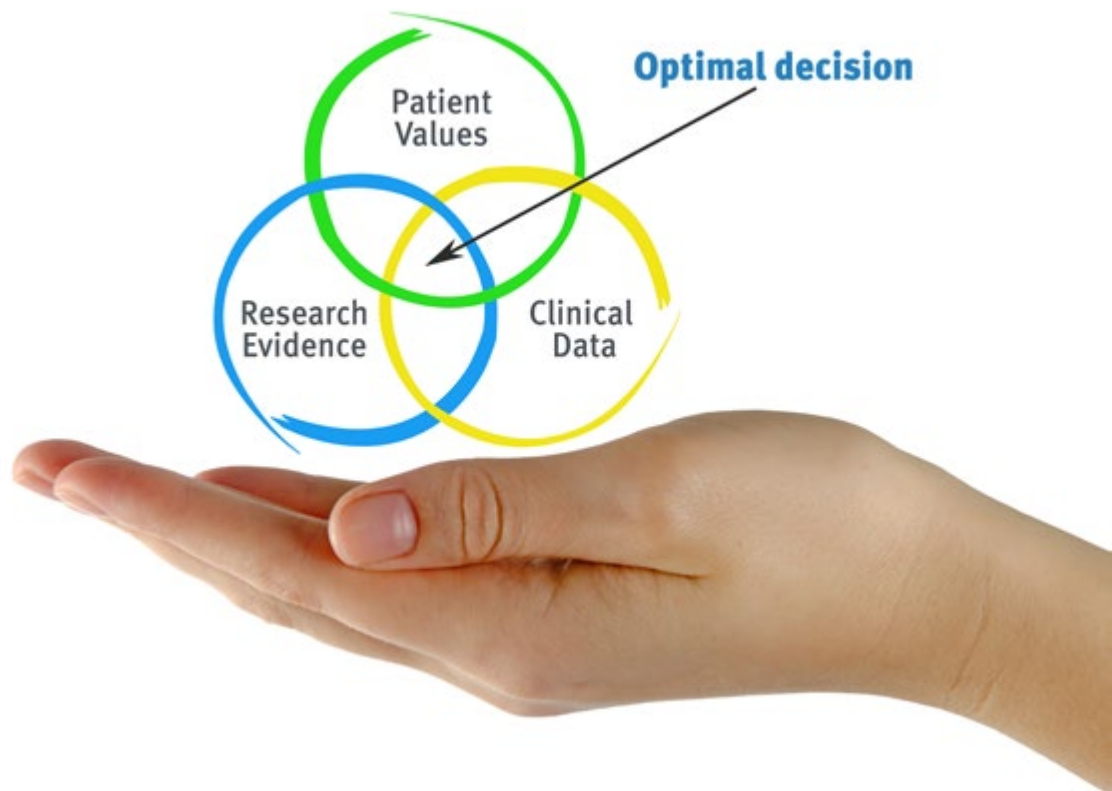 Optimal decision
Patient
Values
Research
Evidence
Clinical
Data